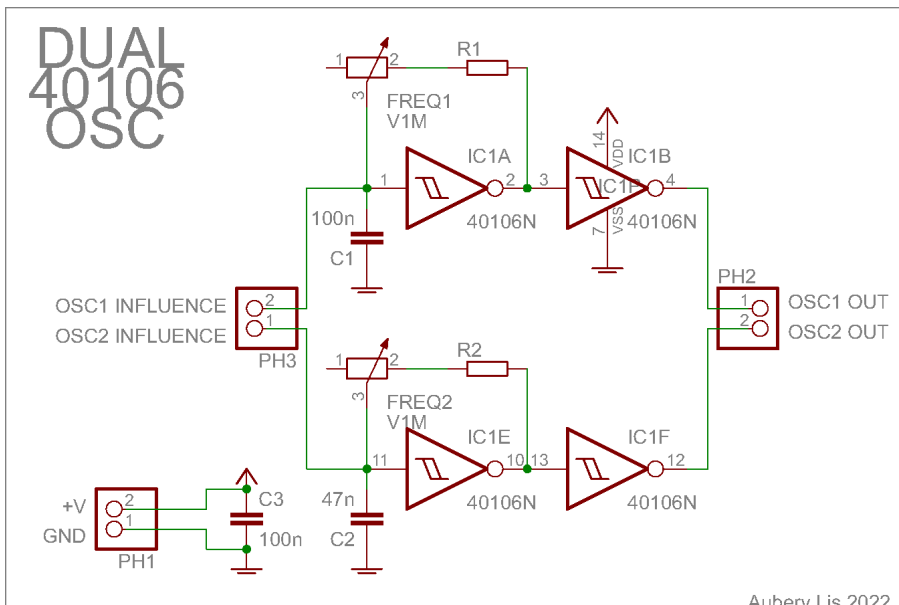 DUAL
40106
OSC
1
2
R1
3
FREQ1
V1M
IC1A
14
VDD
IC1B
1
2
3
IC1P
4
100n
40106N
7
VSS
40106N
C1
PH2
OSC1 INFLUENCE
2
1
OSC1 OUT
OSC2 INFLUENCE
1
2
OSC2 OUT
PH3
1
2
R2
3
FREQ2
V1M
IC1E
IC1F
11
10
13
12
+V
2
C3
47n
40106N
40106N
GND
1
100n
C2
PH1
Aubery Lis 2022